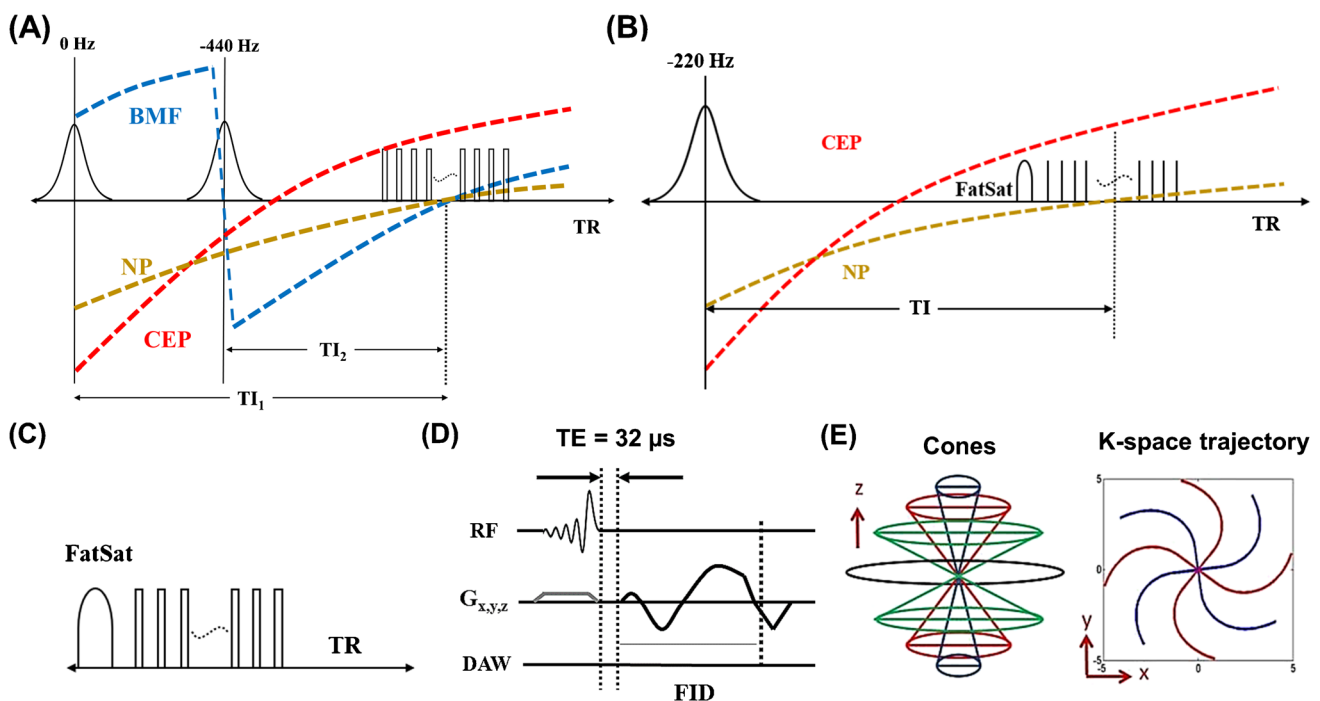 (A)
0 Hz
-440 Hz
BMF
NP
CEP
TR
TI2
TI1
(B)
-220 Hz
CEP
FatSat
NP
TR
TI
(C)
FatSat
TR
(D)
TE = 32 µs
RF
Gx,y,z
DAW
FID
(E)
Cones
z
K-space trajectory
5
0
-5
0
5
y
x